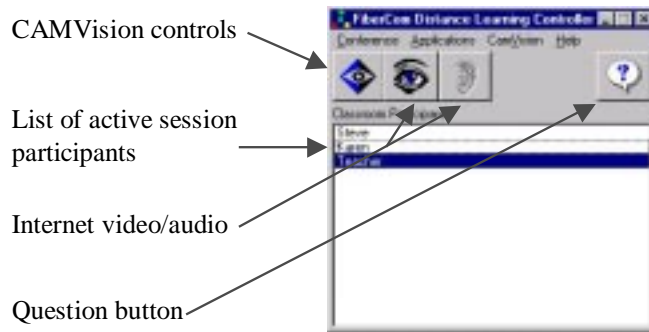 CAMVision controls
List of active session
participants
Internet video/audio
Question button
FiberCom Distance Learning Controller
Conference Applications CamVision Help
Classroom Participants
Steve
Karen
Teacher